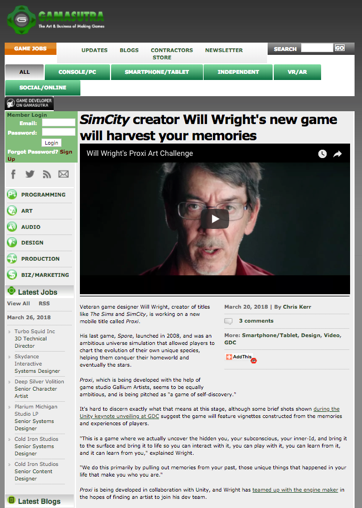 GAMASUTRA
The Art & Business of Making Games
GAME JOBS
UPDATES BLOGS CONTRACTORS NEWSLETTER
STORE
SEARCH GO
ALL CONSOLE/PC SMARTPHONE/TABLET INDEPENDENT VR/AR
SOCIAL/ONLINE
GAME DEVELOPER
ON GAMASUTRA
Member Login
Email:
Password:
Login
Forgot Password? Sign
Up
PROGRAMMING
ART
AUDIO
DESIGN
PRODUCTION
BIZ/MARKETING
Latest Jobs
View All RSS
March 26, 2018
Turbo Squid Inc
3D Technical
Director
Skydance
Interactive
Systems Designer
Deep Silver Volition
Senior Character
Artist
Plarium Michigan
Studio LP
Senior Systems
Designer
Cold Iron Studios
Senior Systems
Designer
Cold Iron Studios
Senior Content
Designer
Latest Blogs
SimCity creator Will Wright's new game
will harvest your memories
Will Wright's Proxi Art Challenge
Veteran game designer Will Wright, creator of titles
like The Sims and SimCity, is working on a new
mobile title called Proxi.
His last game, Spore, launched in 2008, and was an
ambitious universe simulation that allowed players to
chart the evolution of their own unique species,
helping them conquer their homeworld and
eventually the stars.
March 20, 2018 | By Chris Kerr
3 comments
More: Smartphone/Tablet, Design, Video,
GDC
AddThis
Proxi, which is being developed with the help of
game studio Gallium Artists, seems to be equally
ambitious, and is being pitched as "a game of self-discovery."
It's hard to discern exactly what that means at this stage, although some brief shots shown during
the Unity keynote unveiling at GDC suggest the game will feature vignettes constructed from the memories
and experiences of players.
"This is a game where we actually uncover the hidden you, your subconscious, your inner-id, and bring it
to the surface and bring it to life so you can interact with it, you can play with it, you can learn from it,
and it can learn from you," explained Wright.
"We do this primarily by pulling out memories from your past, those unique things that happened in your
life that make you who you are."
Proxi is being developed in collaboration with Unity, and Wright has teamed up with the engine maker in
the hopes of finding an artist to join his dev team.